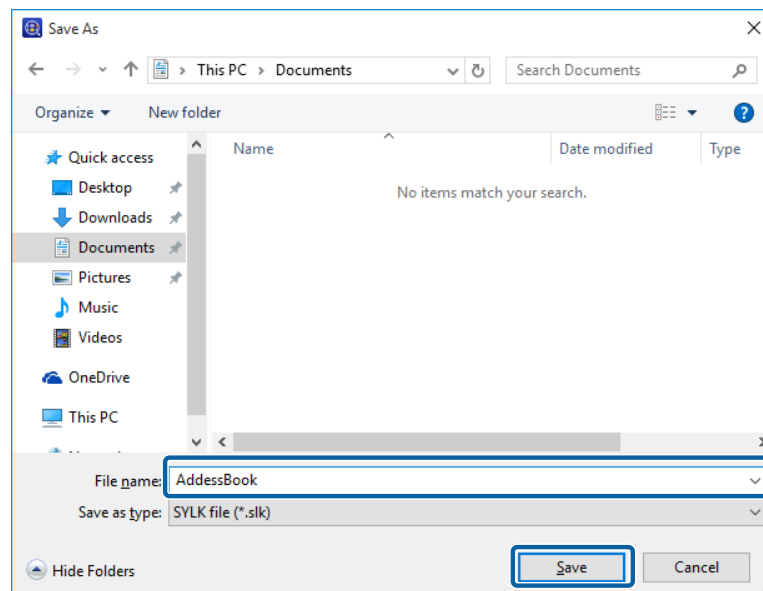 Save As
This PC > Documents
Search Documents
Organize
New folder
?
Name
Date modified
Type
No items match your search.
Quick access
Desktop
Downloads
Documents
Pictures
Music
Videos
OneDrive
This PC
File name:
AddessBook
Save as type:
SYLK file (*.slk)
Hide Folders
Save
Cancel